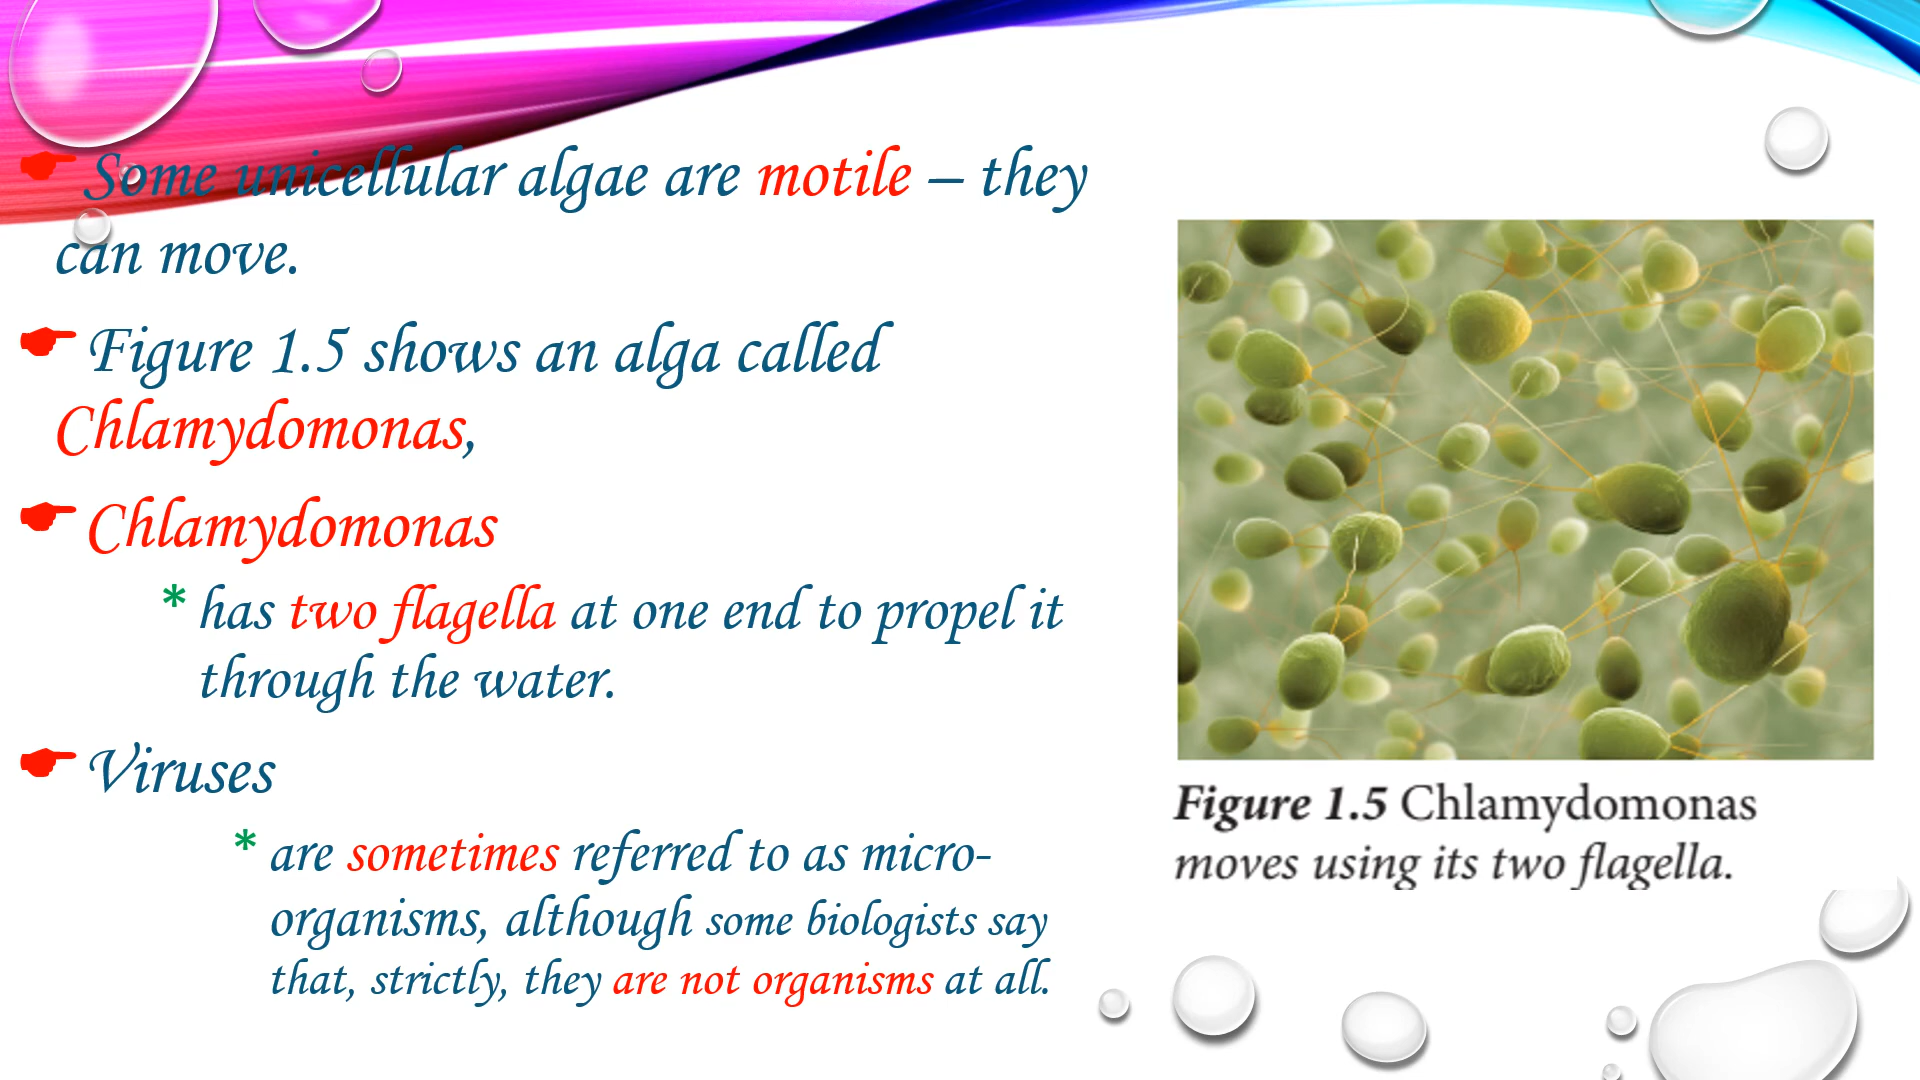 ☛ Some unicellular algae are motile – they
can move.
☛ Figure 1.5 shows an alga called
Chlamydomonas,
☛ Chlamydomonas
* has two flagella at one end to propel it
through the water.
☛ Viruses
* are sometimes referred to as micro-
organisms, although some biologists say
that, strictly, they are not organisms at all.
Figure 1.5 Chlamydomonas
moves using its two flagella.